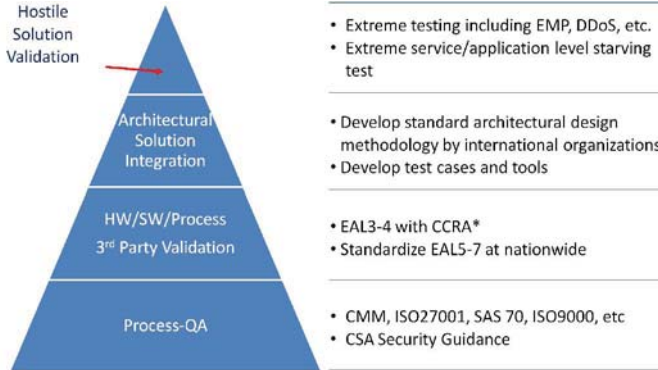 Hostile
Solution
Validation
• Extreme testing including EMP, DDoS, etc.
• Extreme service/application level starving
test
Architectural
Solution
Integration
• Develop standard architectural design
methodology by international organizations
• Develop test cases and tools
HW/SW/Process
3rd Party Validation
• EAL3-4 with CCRA*
• Standardize EAL5-7 at nationwide
Process-QA
• CMM, ISO27001, SAS 70, ISO9000, etc
• CSA Security Guidance